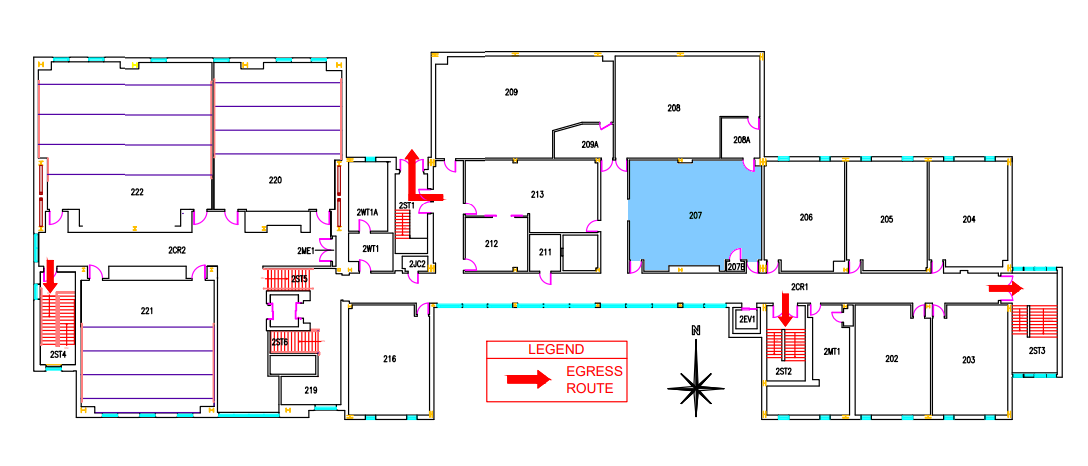 209
208
209A
208A
222
220
2WT1A
2ST1
213
207
206
205
204
2CR2
2ME1
2WT1
2JC2
212
211
207B
2ST5
2CR1
221
216
2EV1
N
2ST4
2ST6
219
LEGEND
EGRESS
ROUTE
2ST2
2MT1
202
203
2ST3